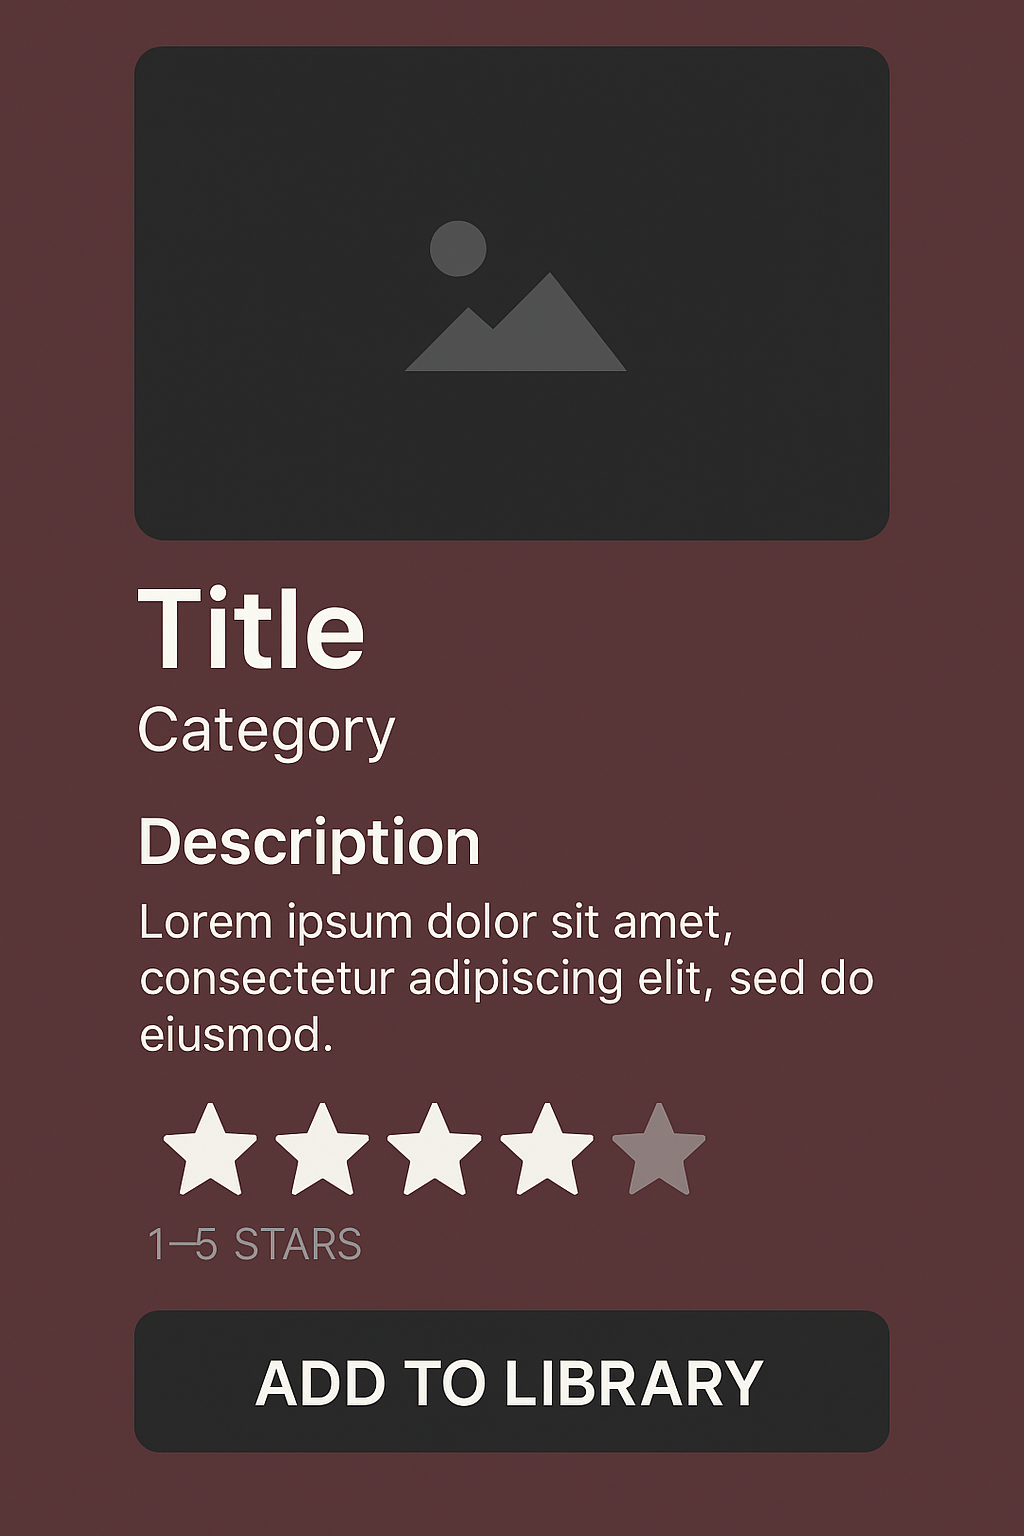 Title
Category
Description
Lorem ipsum dolor sit amet,
consectetur adipiscing elit, sed do
eiusmod.
1–5 STARS
ADD TO LIBRARY